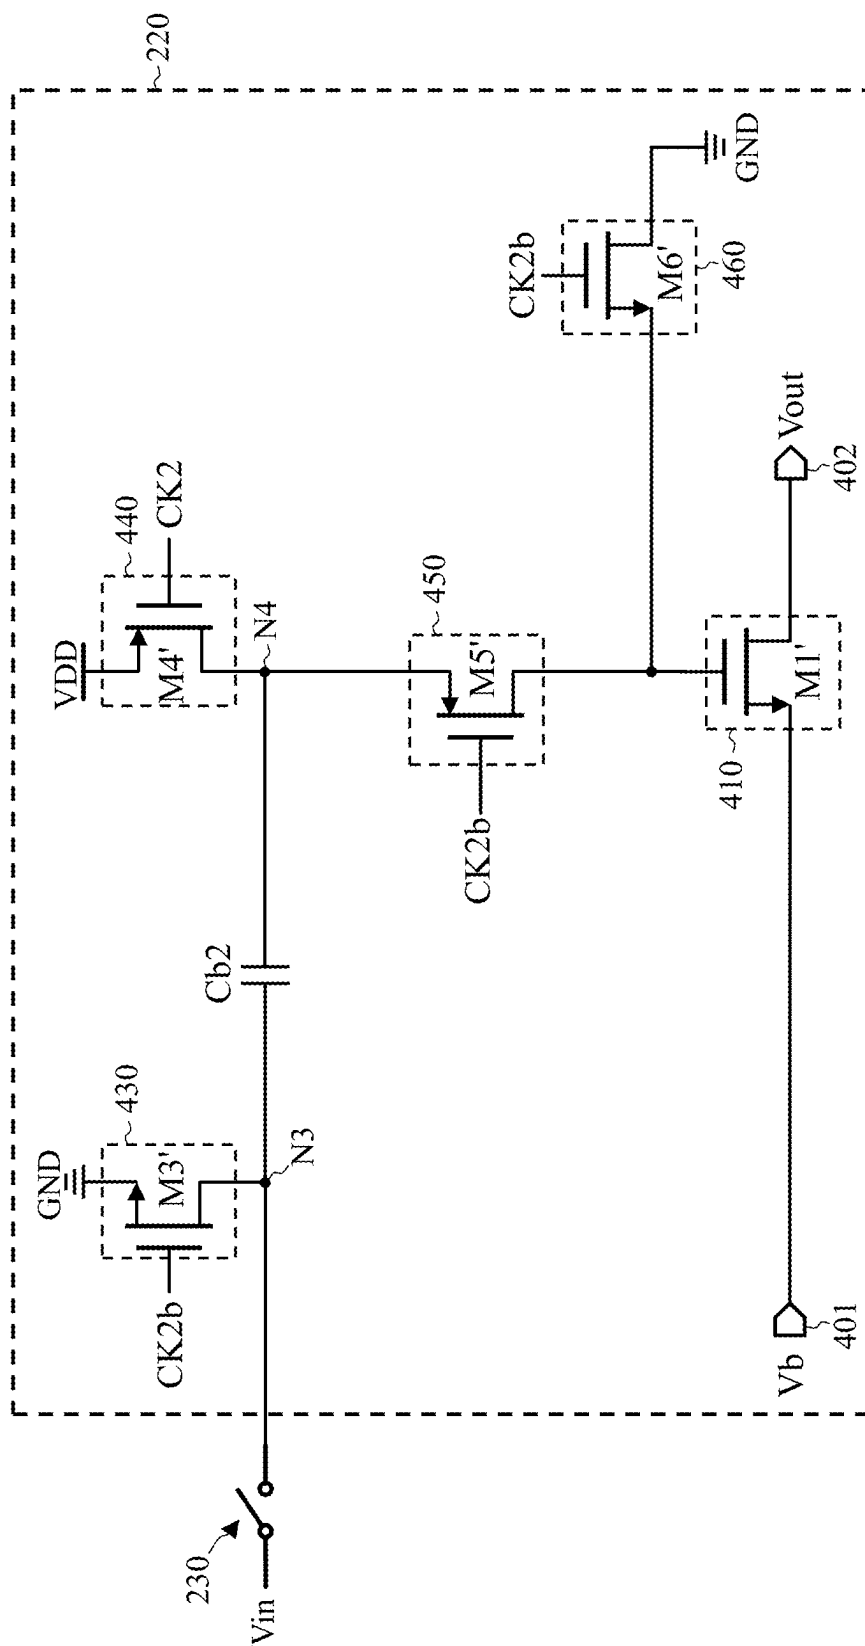 220
VDD
440
CK2
M4'
N4
GND
430
M3'
CK2b
N3
Cb2
450
M5'
CK2b
CK2b
M6'
460
GND
230
Vin
410
M1'
Vb
401
Vout
402